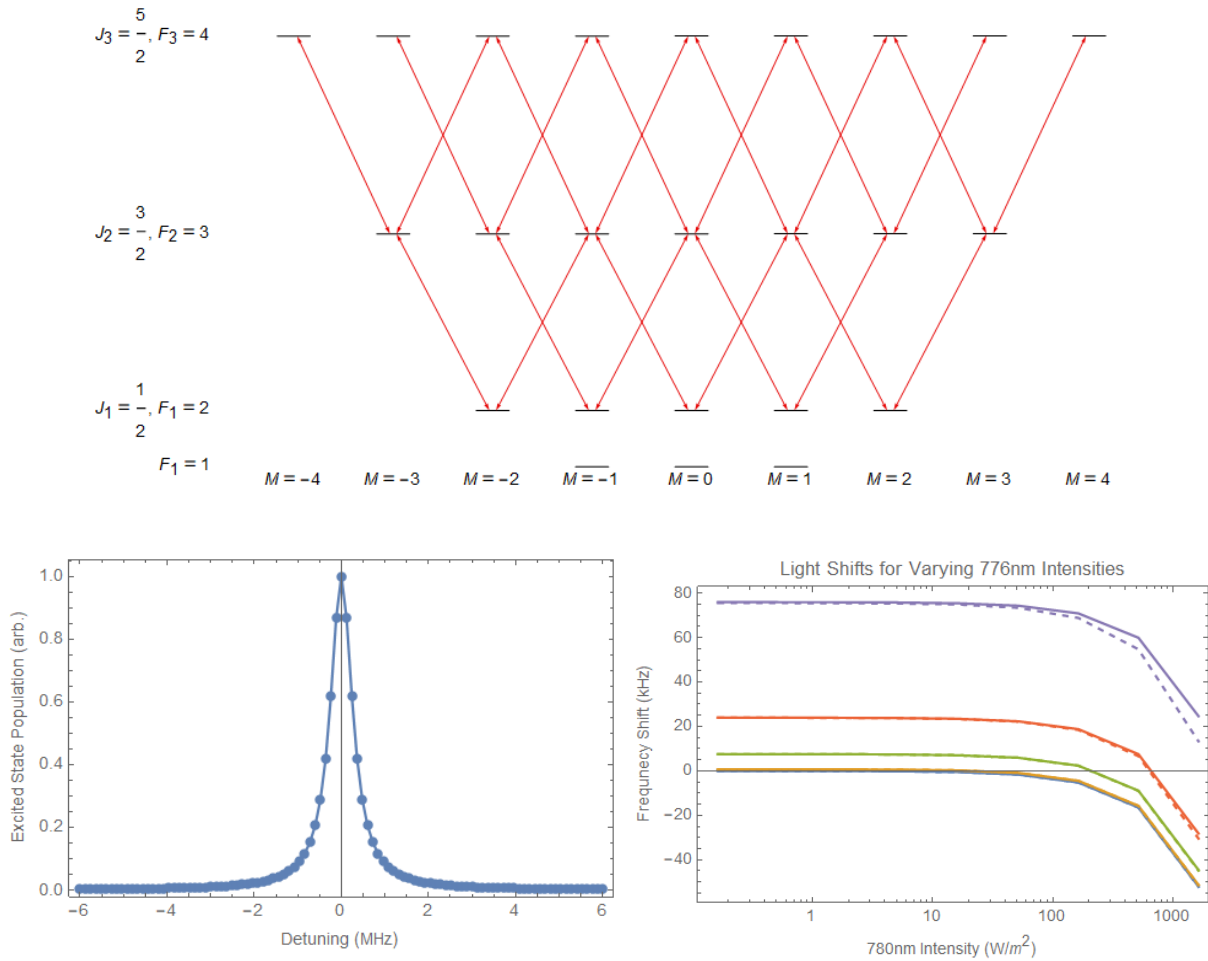 J₃ = 5/2, F₃ = 4
J₂ = 3/2, F₂ = 3
J₁ = 1/2, F₁ = 2
F₁ = 1
M = −4 M = −3 M = −2 M = −1 M = 0 M = 1 M = 2 M = 3 M = 4
Excited State Population (arb.)
1.0
0.8
0.6
0.4
0.2
0.0
−6 −4 −2 0 2 4 6
Detuning (MHz)
Light Shifts for Varying 776nm Intensities
Frequnecy Shift (kHz)
80
60
40
20
0
−20
−40
1 10 100 1000
780nm Intensity (W/m²)